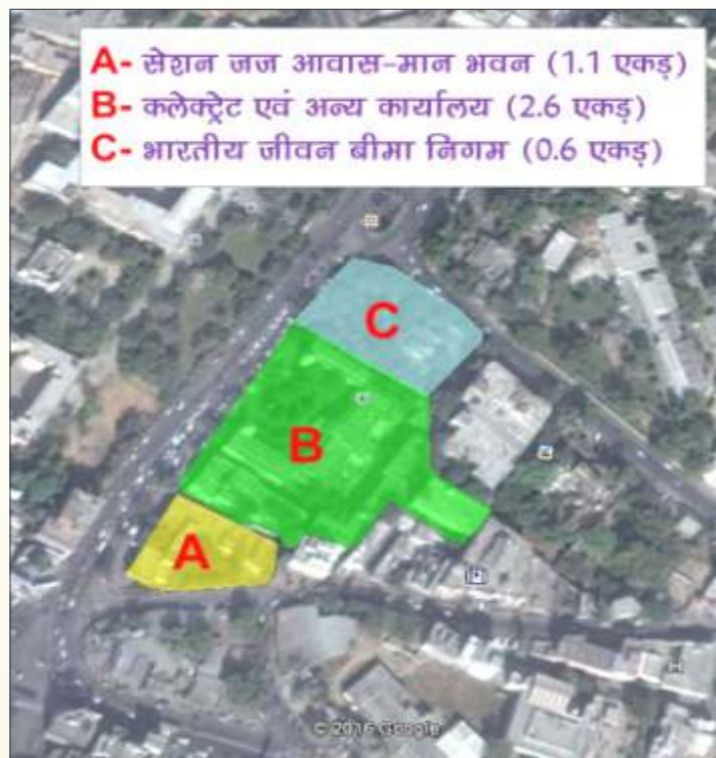 A- सेशन जज आवास-मान भवन (1.1 एकड़)
B- कलेक्ट्रेट एवं अन्य कार्यालय (2.6 एकड़)
C- भारतीय जीवन बीमा निगम (0.6 एकड़)
C
B
A
H
© 2016 Google